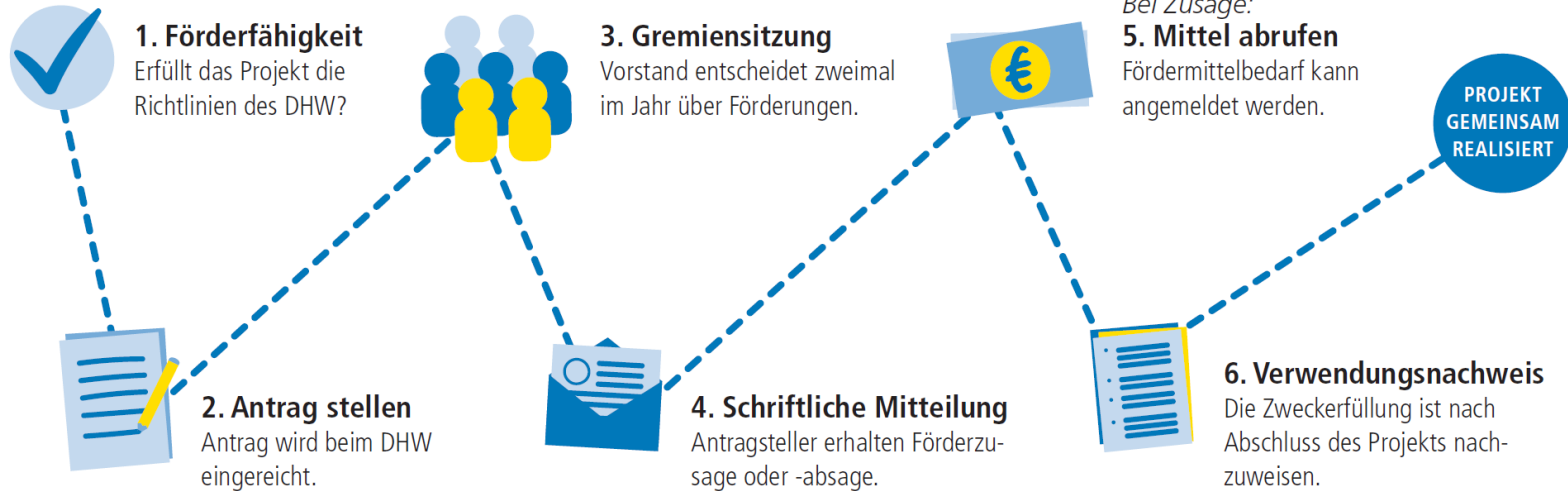 1. Förderfähigkeit
Erfüllt das Projekt die
Richtlinien des DHW?
2. Antrag stellen
Antrag wird beim DHW
eingereicht.
3. Gremiensitzung
Vorstand entscheidet zweimal
im Jahr über Förderungen.
4. Schriftliche Mitteilung
Antragsteller erhalten Förderzu-
sage oder -absage.
Bei Zusage:
5. Mittel abrufen
Fördermittelbedarf kann
angemeldet werden.
€
6. Verwendungsnachweis
Die Zweckerfüllung ist nach
Abschluss des Projekts nach-
zuweisen.
PROJEKT
GEMEINSAM
REALISIERT